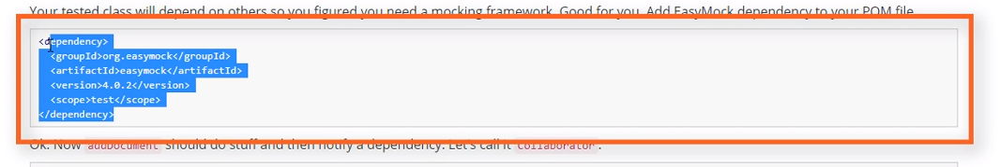 Your tested class will depend on others so you figured you need a mocking framework. Good for you. Add EasyMock dependency to your POM file.
<dependency>
<groupId>org.easymock</groupId>
<artifactId>easymock</artifactId>
<version>4.0.2</version>
<scope>test</scope>
</dependency>
Ok. Now addDocument should do stuff and then notify a dependency. Let's call it Collaborator.